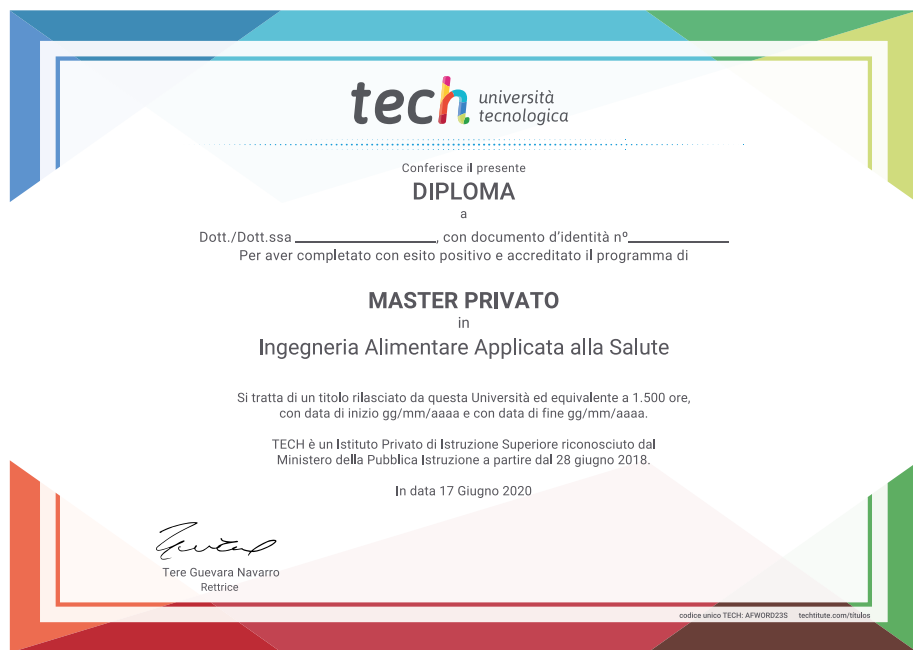 tech università
tecnologica
Conferisce il presente
DIPLOMA
a
Dott./Dott.ssa ________________, con documento d'identità nº____________
Per aver completato con esito positivo e accreditato il programma di
MASTER PRIVATO
in
Ingegneria Alimentare Applicata alla Salute
Si tratta di un titolo rilasciato da questa Università ed equivalente a 1.500 ore,
con data di inizio gg/mm/aaaa e con data di fine gg/mm/aaaa.
TECH è un Istituto Privato di Istruzione Superiore riconosciuto dal
Ministero della Pubblica Istruzione a partire dal 28 giugno 2018.
In data 17 Giugno 2020
Tere Guevara Navarro
Rettrice
codice unico TECH: AFWORD23S techtitute.com/titulos